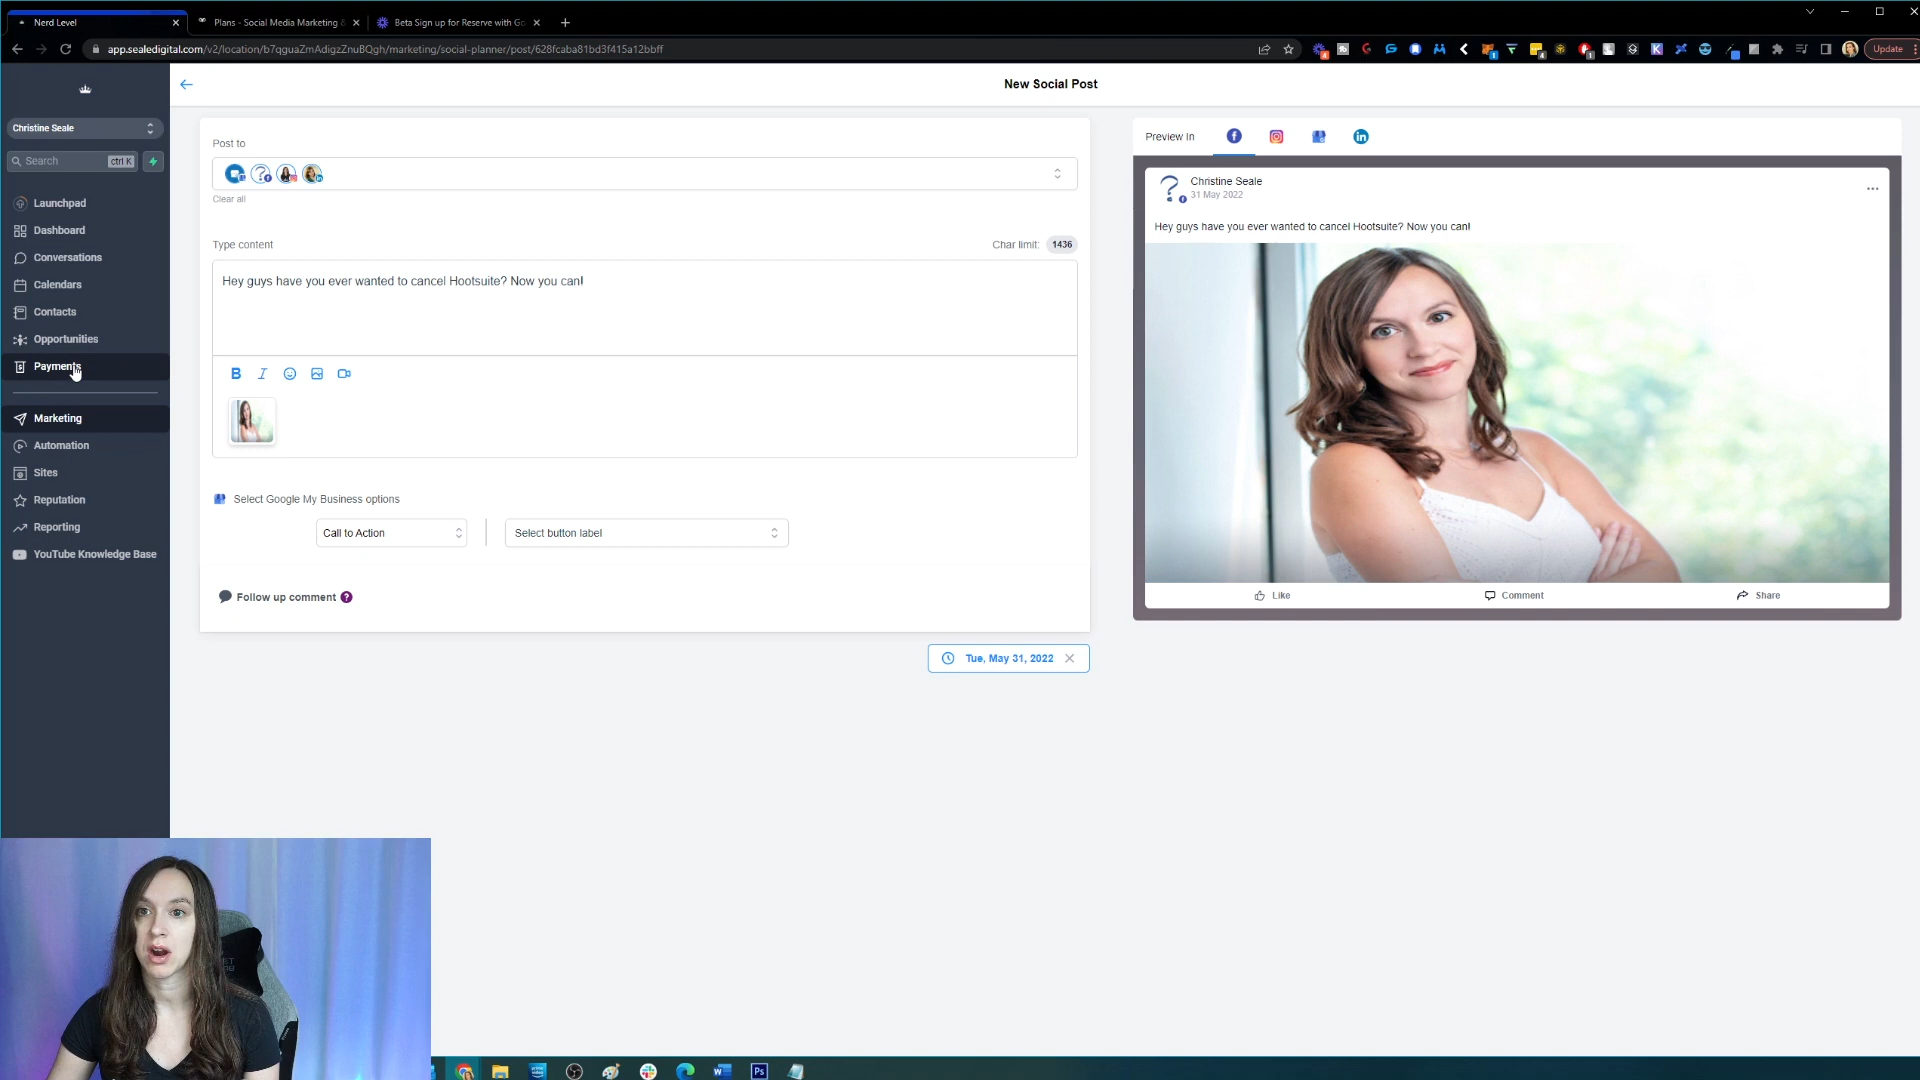 Nerd Level
Plans - Social Media Marketing &
Beta Sign up for Reserve with Go
app.sealedigital.com/v2/location/b7qguaZmAdigzZnuBQgh/marketing/social-planner/post/628fcaba81bd3f415a12bbff
Update
New Social Post
Christine Seale
Search
ctrl K
Launchpad
Dashboard
Conversations
Calendars
Contacts
Opportunities
Payments
Marketing
Automation
Sites
Reputation
Reporting
YouTube Knowledge Base
Post to
Clear all
Type content
Char limit: 1436
Hey guys have you ever wanted to cancel Hootsuite? Now you can!
B I
Select Google My Business options
Call to Action
Select button label
Follow up comment ?
Tue, May 31, 2022
Preview In
Christine Seale
31 May 2022
Hey guys have you ever wanted to cancel Hootsuite? Now you can!
Like
Comment
Share